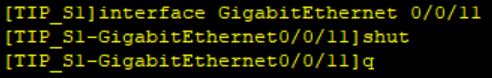 [TIP_S1]interface GigabitEthernet 0/0/11
[TIP_S1-GigabitEthernet0/0/11]shut
[TIP_S1-GigabitEthernet0/0/11]q